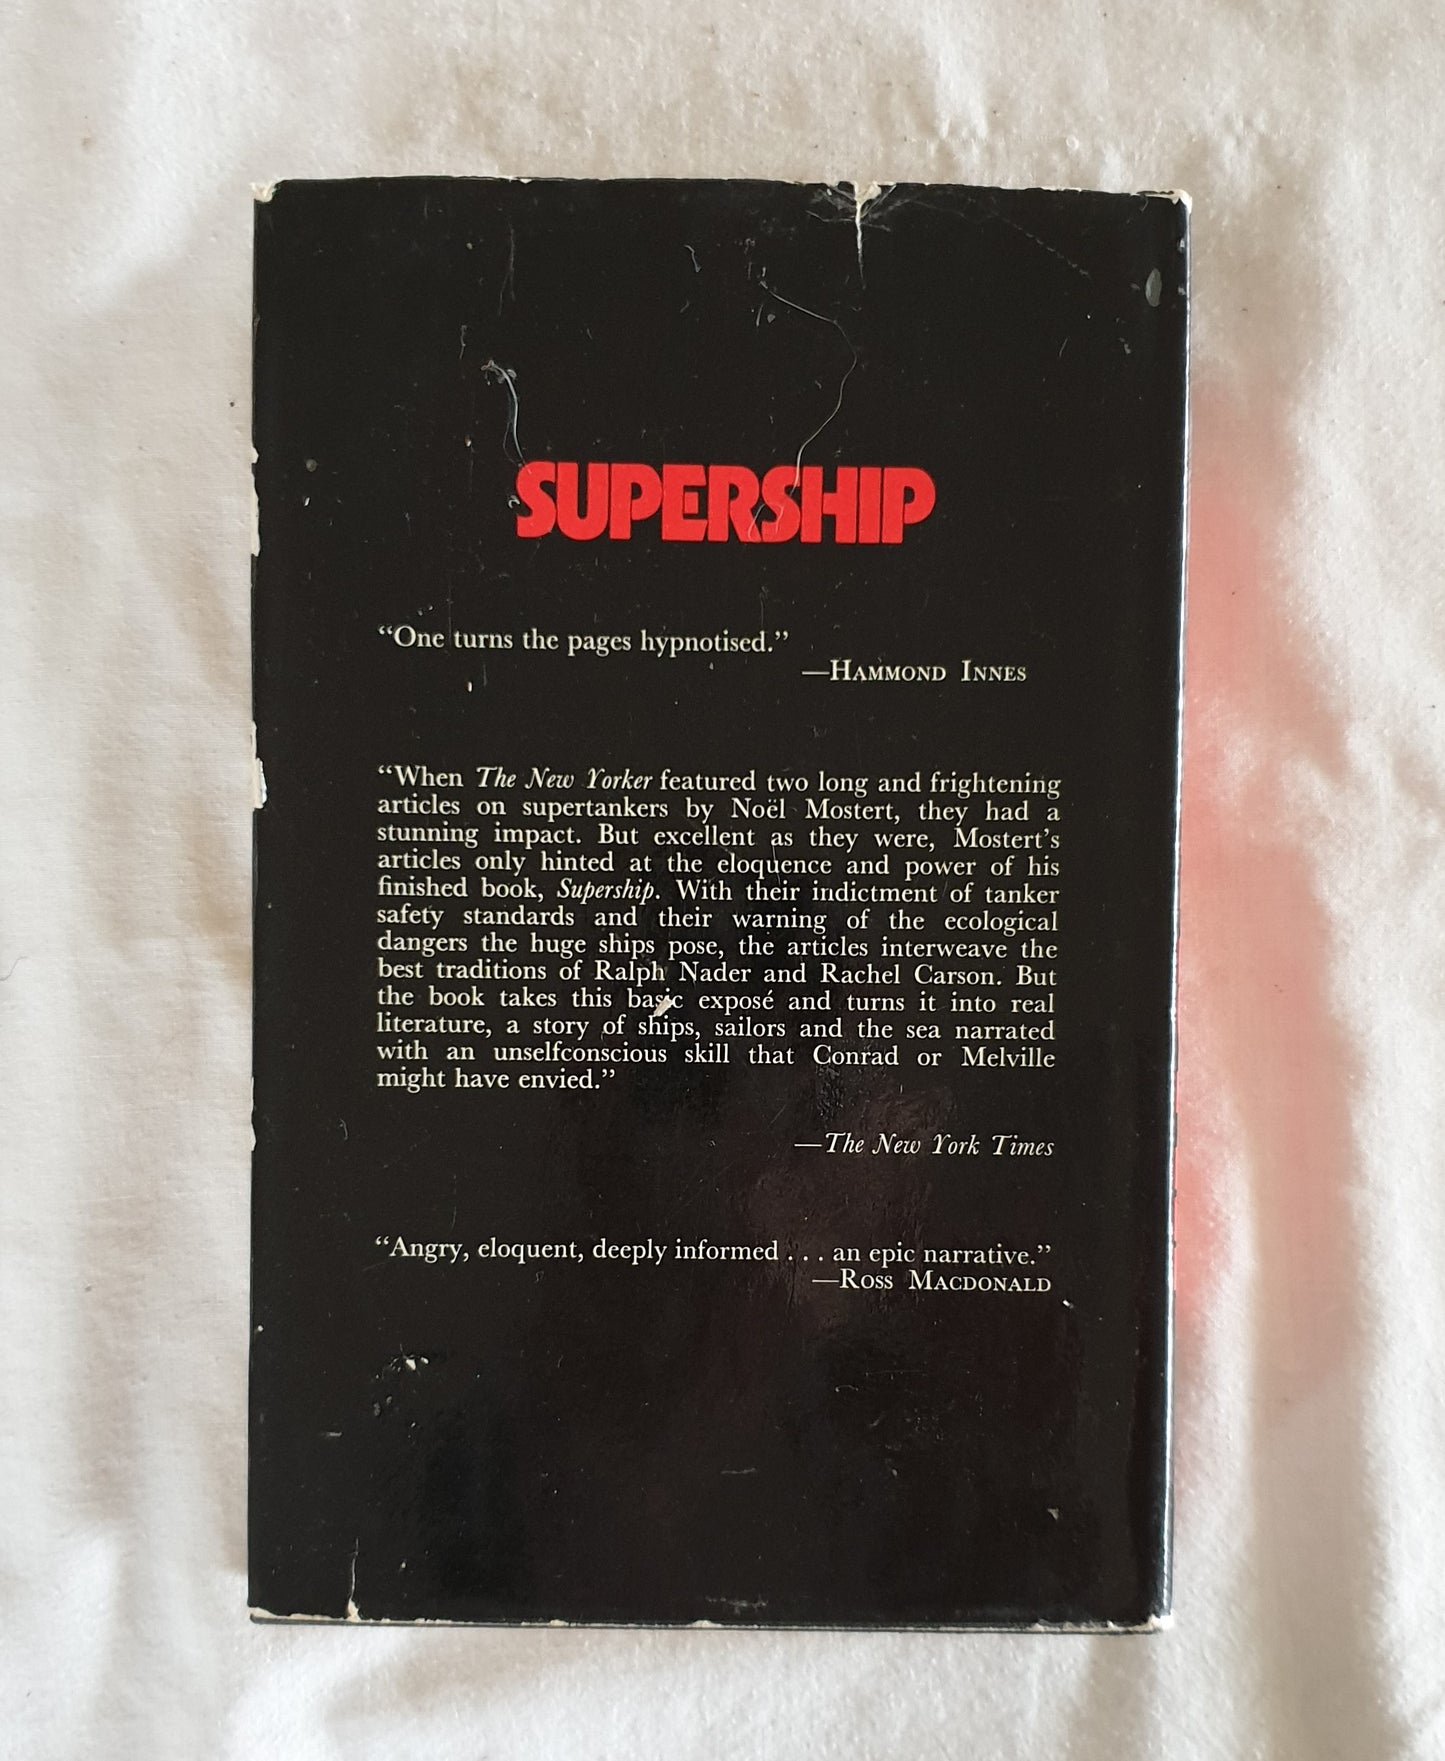 SUPERSHIP
“One turns the pages hypnotised.”
—HAMMOND INNES
“When The New Yorker featured two long and frightening
articles on supertankers by Noël Mostert, they had a
stunning impact. But excellent as they were, Mostert’s
articles only hinted at the eloquence and power of his
finished book, Supership. With their indictment of tanker
safety standards and their warning of the ecological
dangers the huge ships pose, the articles interweave the
best traditions of Ralph Nader and Rachel Carson. But
the book takes this basic exposé and turns it into real
literature, a story of ships, sailors and the sea narrated
with an unselfconscious skill that Conrad or Melville
might have envied.”
—The New York Times
“Angry, eloquent, deeply informed . . . an epic narrative.”
—ROSS MACDONALD